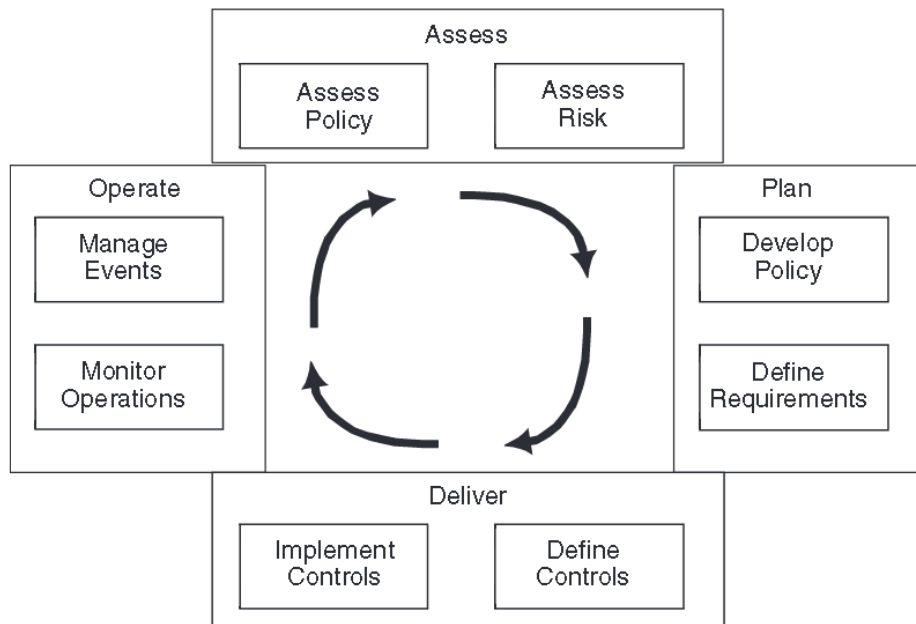 Assess
Assess
Policy
Assess
Risk
Operate
Manage
Events
Monitor
Operations
Plan
Develop
Policy
Define
Requirements
Deliver
Implement
Controls
Define
Controls